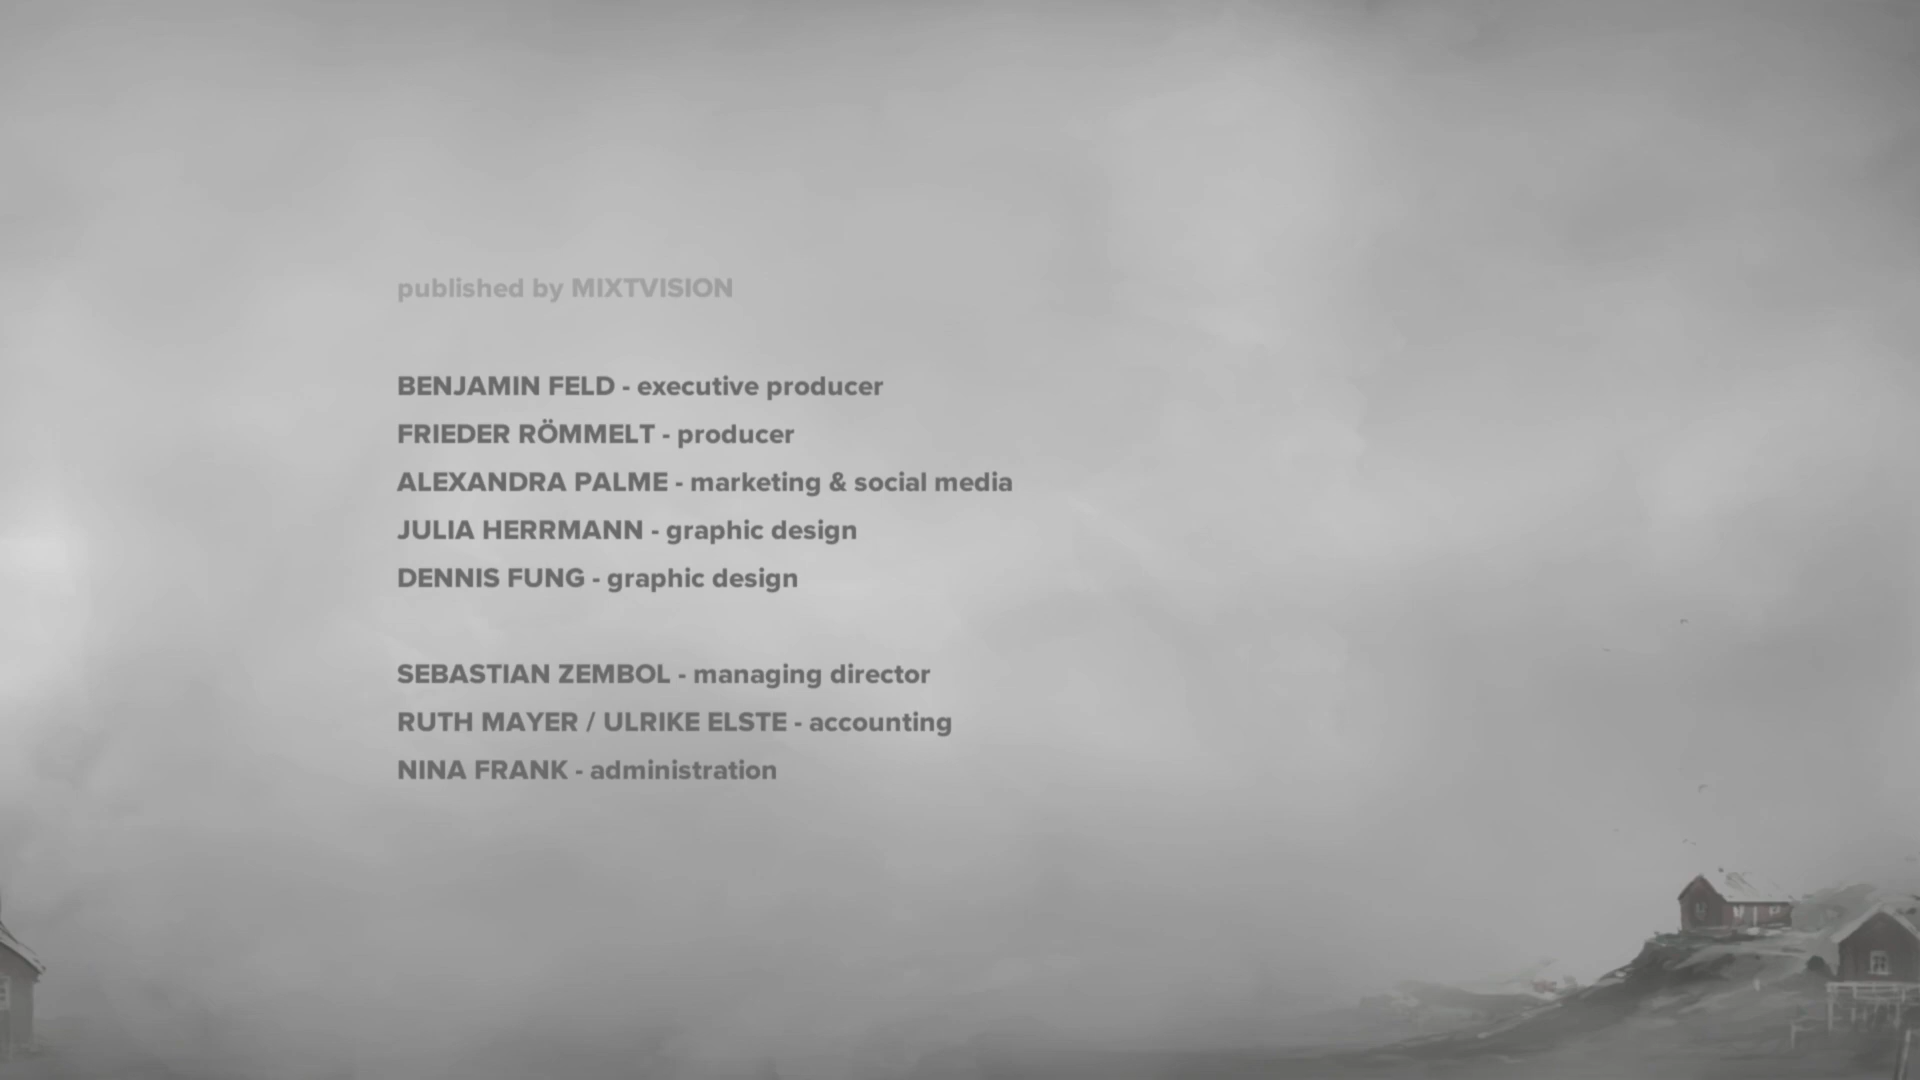 published by MIXTVISION
BENJAMIN FELD - executive producer
FRIEDER RÖMMELT - producer
ALEXANDRA PALME - marketing & social media
JULIA HERRMANN - graphic design
DENNIS FUNG - graphic design
SEBASTIAN ZEMBOL - managing director
RUTH MAYER / ULRIKE ELSTE - accounting
NINA FRANK - administration